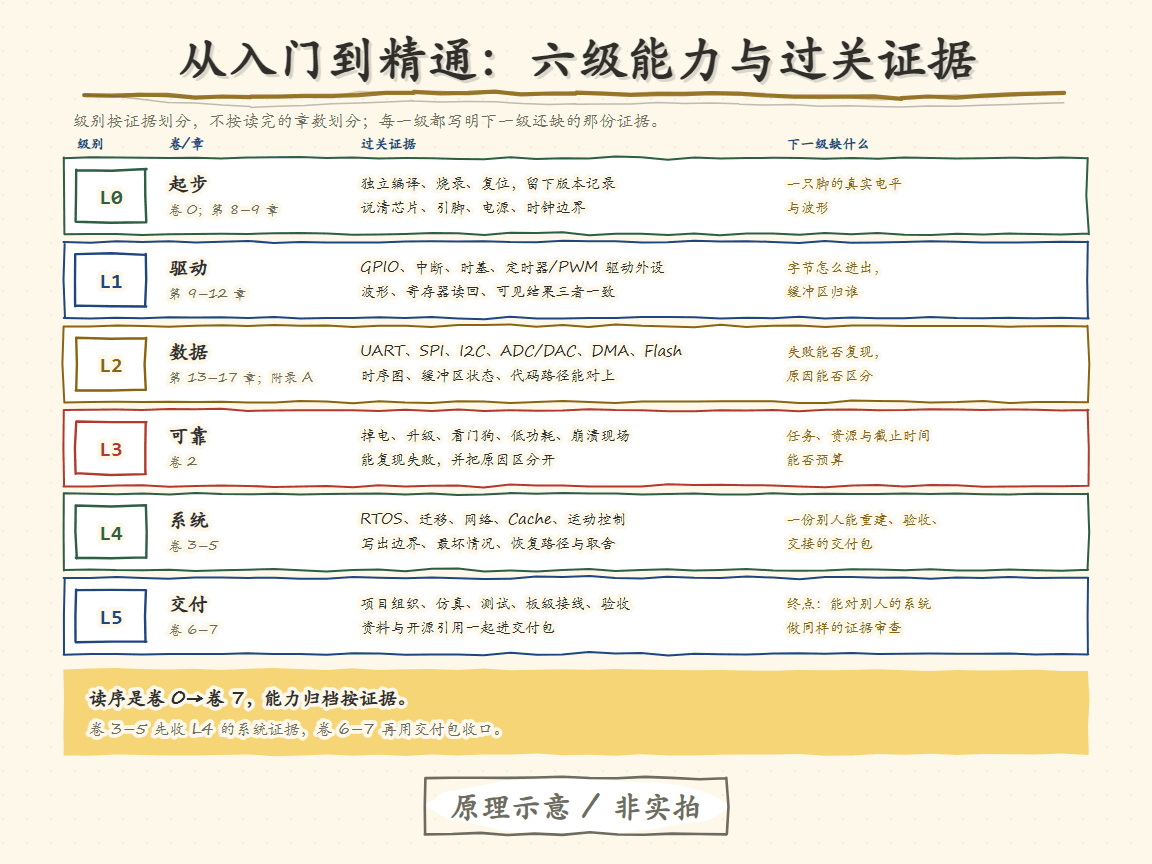 从入门到精通：六级能力与过关证据
级别按证据划分，不按读完的章数划分；每一级都写明下一级还缺的那份证据。
级别 卷/章 过关证据 下一级缺什么
L0
起步
卷 0；第 8–9 章
独立编译、烧录、复位，留下版本记录
说清芯片、引脚、电源、时钟边界
一只脚的真实电平
与波形
L1
驱动
第 9–12 章
GPIO、中断、时基、定时器/PWM 驱动外设
波形、寄存器读回、可见结果三者一致
字节怎么进出，
缓冲区归谁
L2
数据
第 13–17 章；附录 A
UART、SPI、I2C、ADC/DAC、DMA、Flash
时序图、缓冲区状态、代码路径能对上
失败能否复现，
原因能否区分
L3
可靠
卷 2
掉电、升级、看门狗、低功耗、崩溃现场
能复现失败，并把原因区分开
任务、资源与截止时间
能否预算
L4
系统
卷 3–5
RTOS、迁移、网络、Cache、运动控制
写出边界、最坏情况、恢复路径与取舍
一份别人能重建、验收、
交接的交付包
L5
交付
卷 6–7
项目组织、仿真、测试、板级接线、验收
资料与开源引用一起进交付包
终点：能对别人的系统
做同样的证据审查
读序是卷 0→卷 7，能力归档按证据。
卷 3–5 先收 L4 的系统证据，卷 6–7 再用交付包收口。
原理示意 / 非实拍